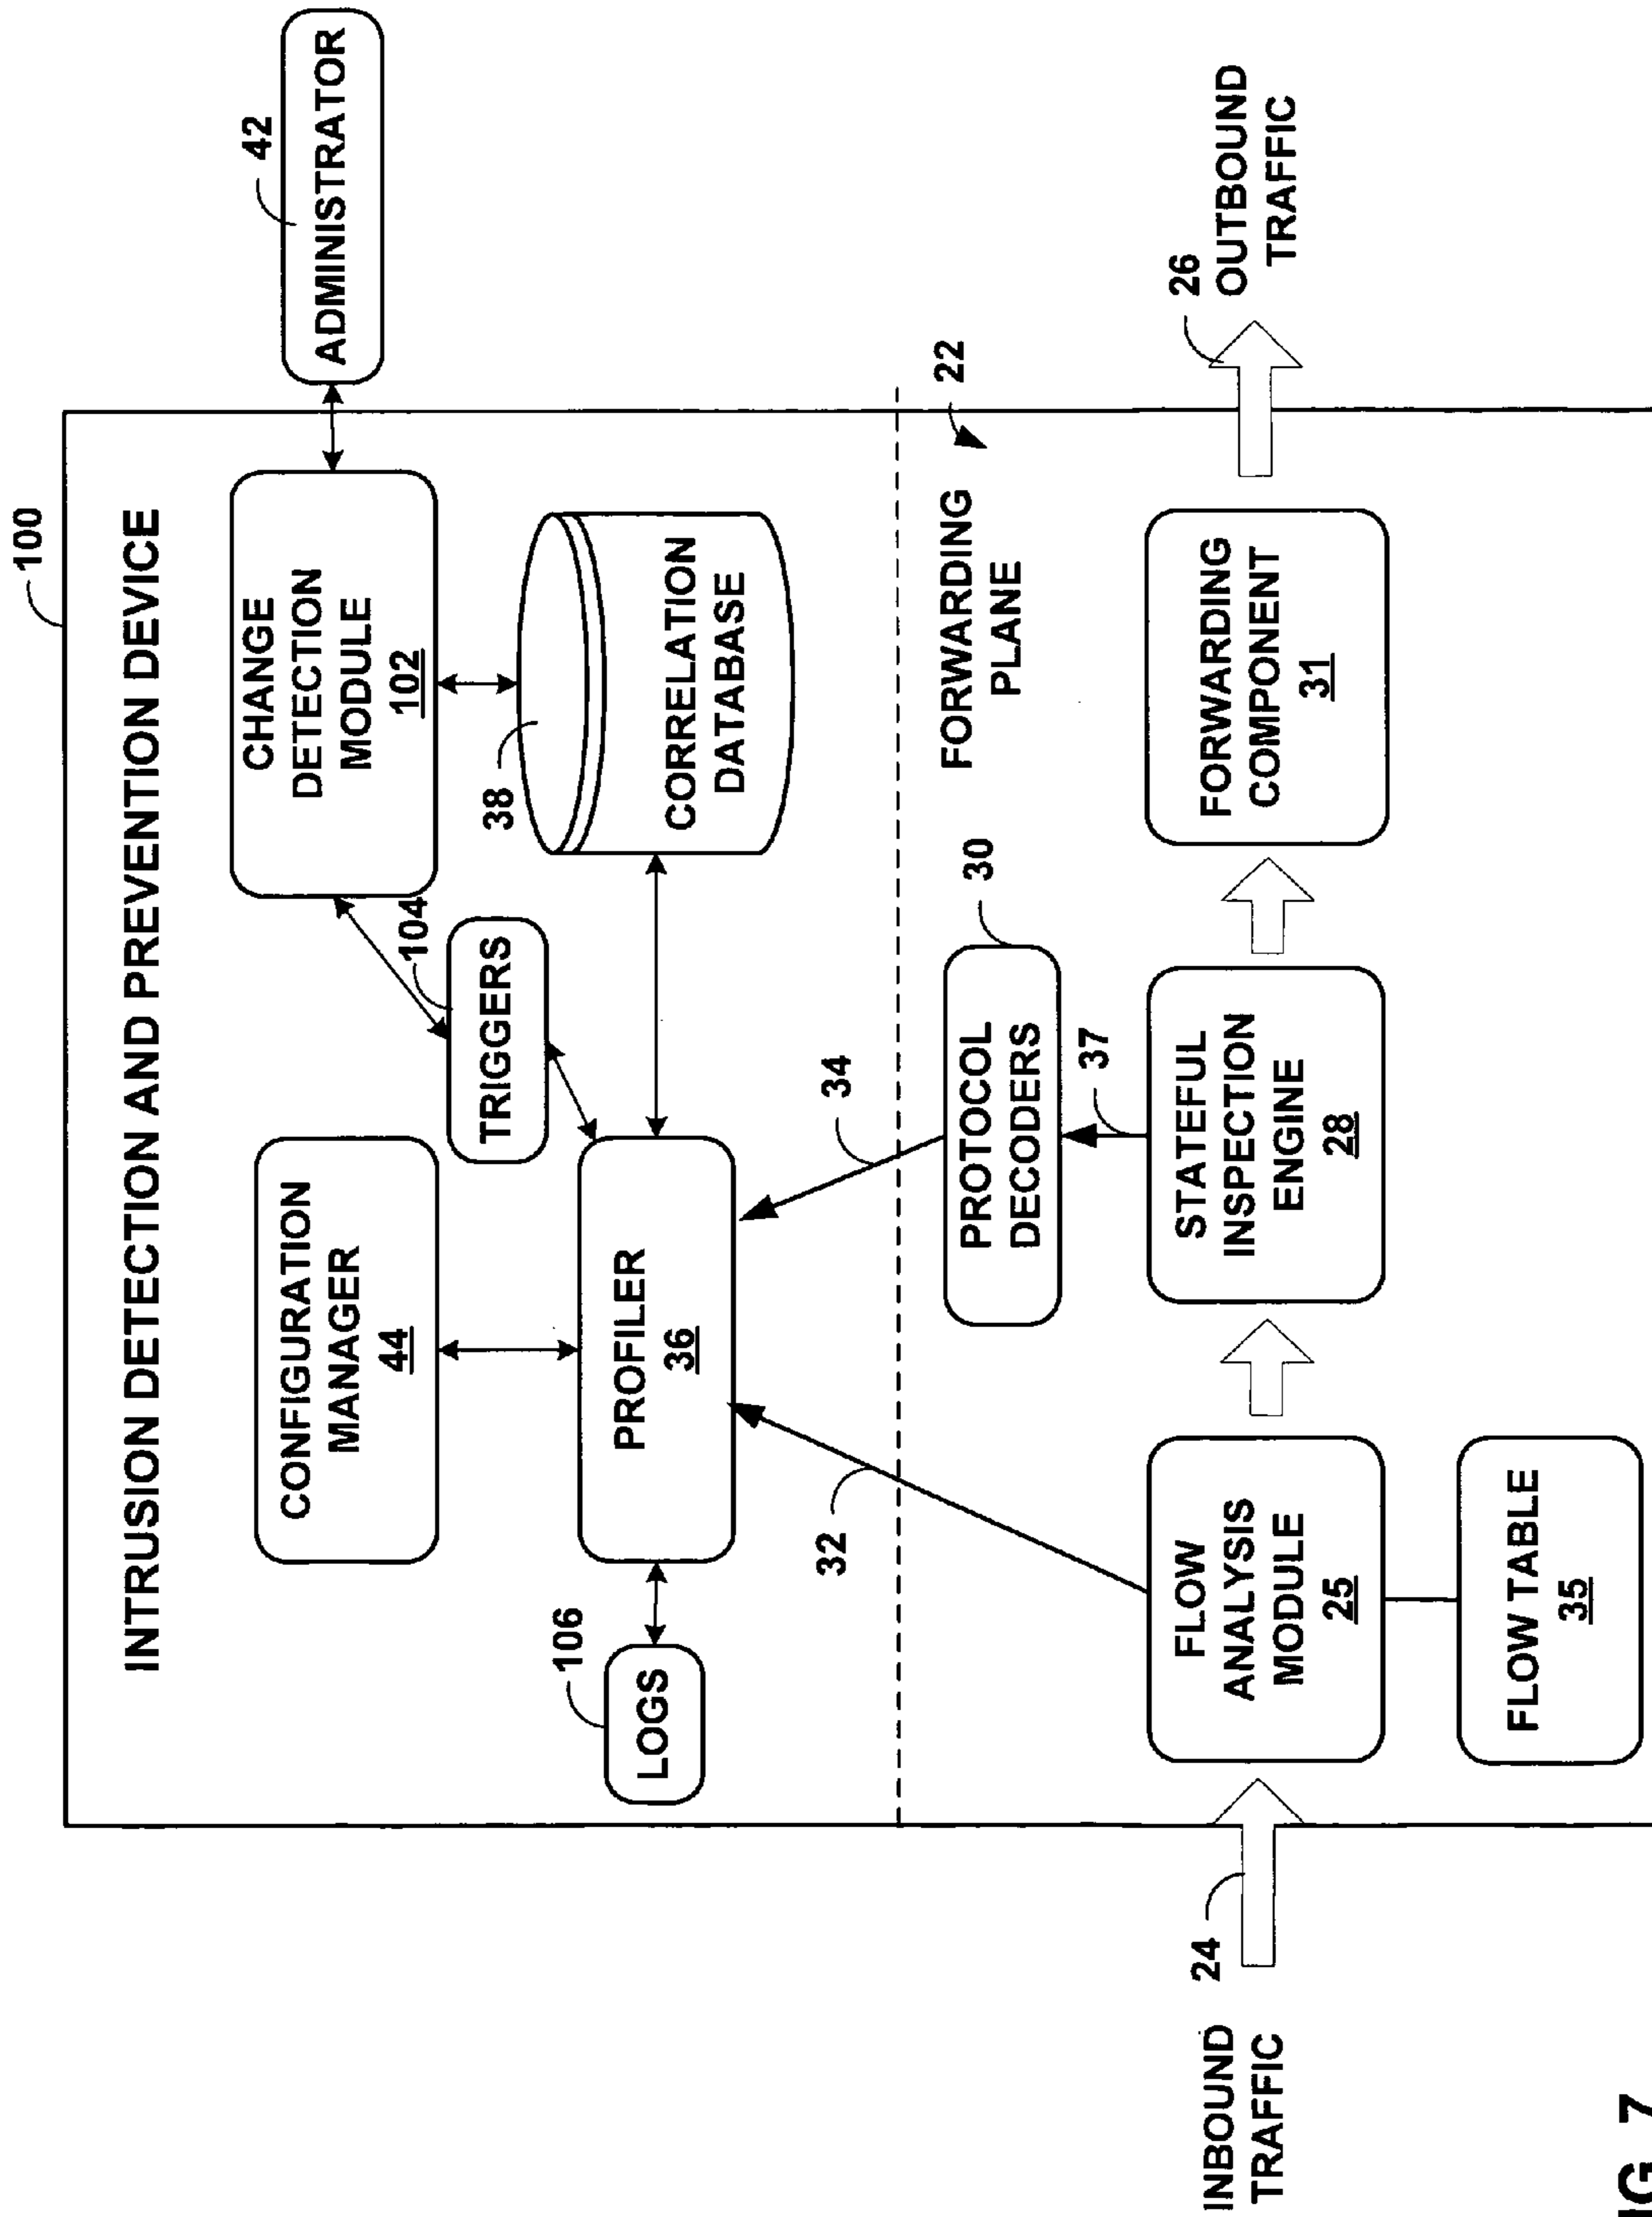 100
INTRUSION DETECTION AND PREVENTION DEVICE
CONFIGURATION
MANAGER
44
CHANGE
DETECTION
MODULE
102
42
ADMINISTRATOR
104
TRIGGERS
106
LOGS
PROFILER
36
38
CORRELATION
DATABASE
32
34
FORWARDING
PLANE
22
30
PROTOCOL
DECODERS
37
INBOUND
TRAFFIC
24
FLOW
ANALYSIS
MODULE
25
STATEFUL
INSPECTION
ENGINE
28
FORWARDING
COMPONENT
31
26
OUTBOUND
TRAFFIC
FLOW TABLE
35
IG. 7